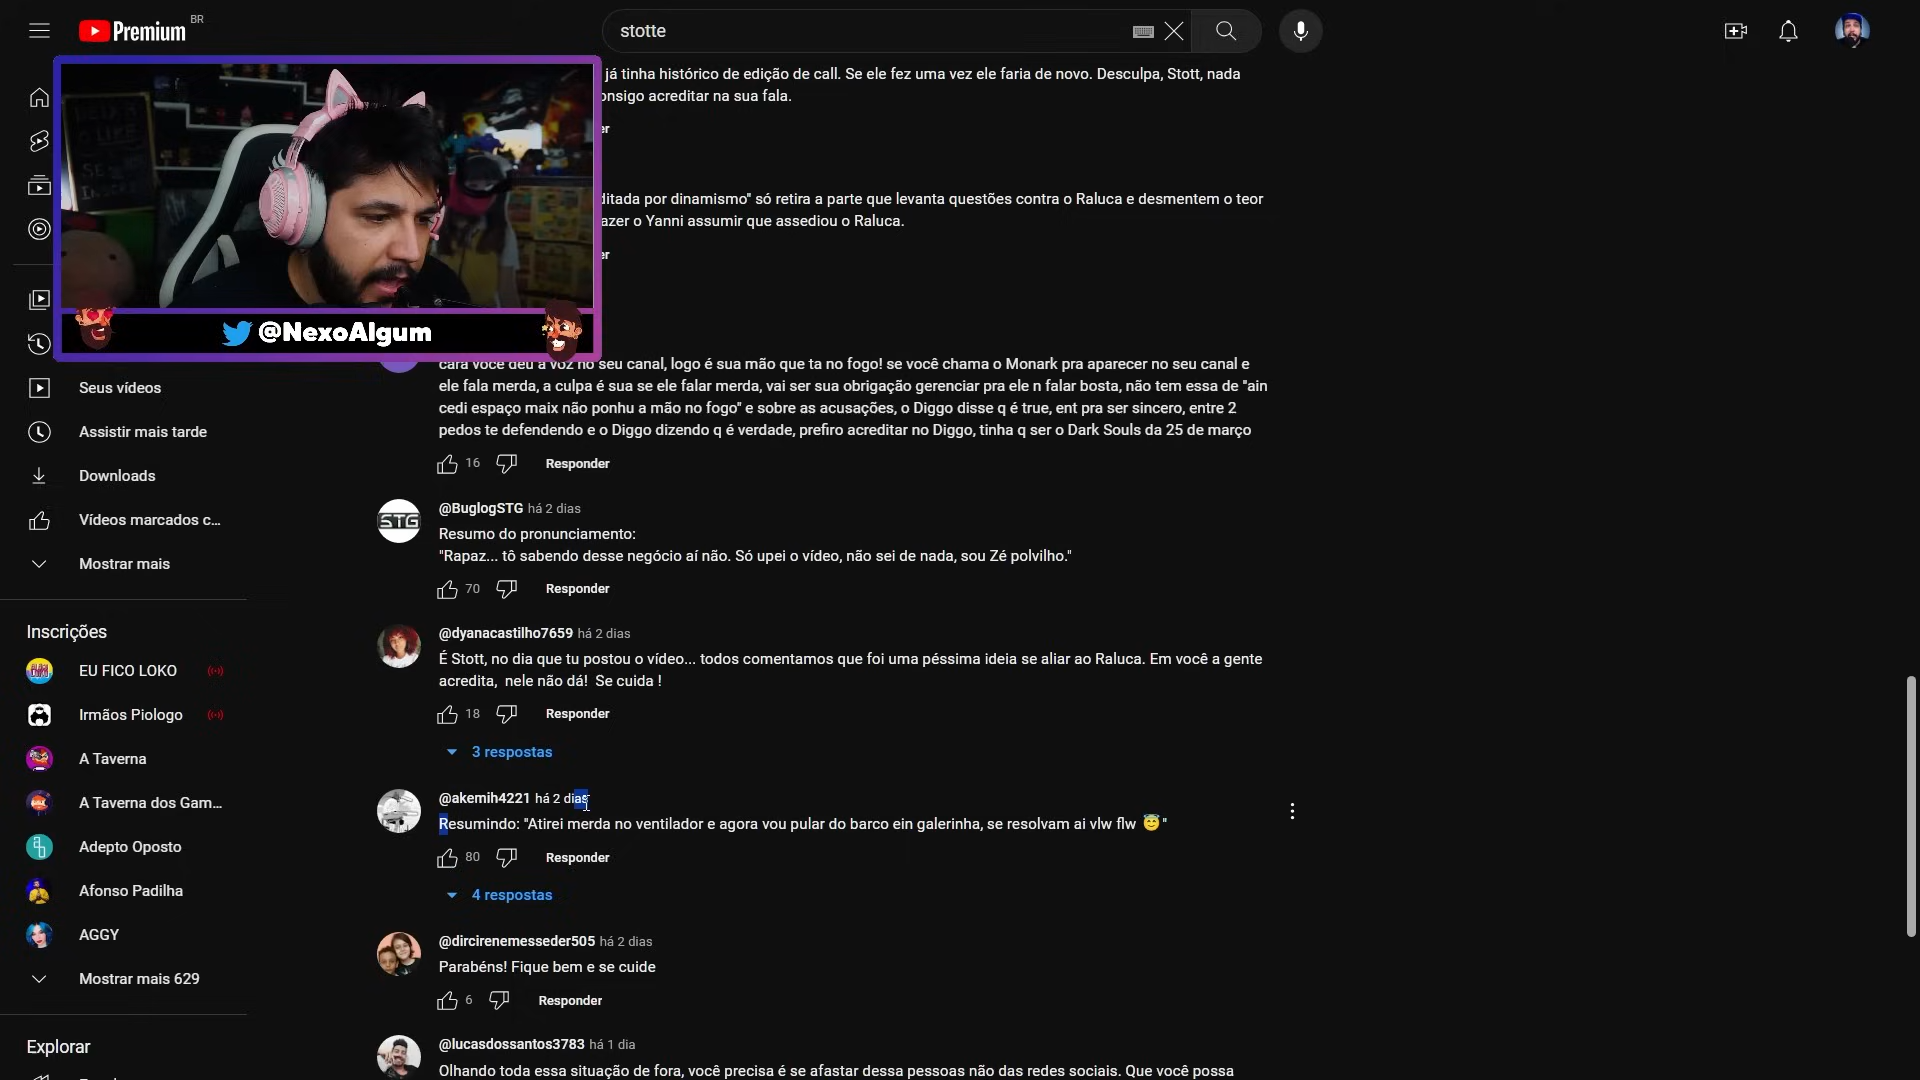 Premium BR
stotte
já tinha histórico de edição de call. Se ele fez uma vez ele faria de novo. Desculpa, Stott, nada
onsigo acreditar na sua fala.
er
ditada por dinamismo" só retira a parte que levanta questões contra o Raluca e desmentem o teor
azer o Yanni assumir que assediou o Raluca.
er
@NexoAlgum
cara você deu a voz no seu canal, logo é sua mão que ta no fogo! se você chama o Monark pra aparecer no seu canal e
ele fala merda, a culpa é sua se ele falar merda, vai ser sua obrigação gerenciar pra ele n falar bosta, não tem essa de "ain
cedi espaço maix não ponhu a mão no fogo" e sobre as acusações, o Diggo disse q é true, ent pra ser sincero, entre 2
pedos te defendendo e o Diggo dizendo q é verdade, prefiro acreditar no Diggo, tinha q ser o Dark Souls da 25 de março
16 Responder
@BuglogSTG há 2 dias
STG
Resumo do pronunciamento:
"Rapaz... tô sabendo desse negócio aí não. Só upei o vídeo, não sei de nada, sou Zé polvilho."
70 Responder
@dyanacastilho7659 há 2 dias
É Stott, no dia que tu postou o vídeo... todos comentamos que foi uma péssima ideia se aliar ao Raluca. Em você a gente
acredita, nele não dá! Se cuida !
18 Responder
3 respostas
@akemih4221 há 2 dias
Resumindo: "Atirei merda no ventilador e agora vou pular do barco ein galerinha, se resolvam ai vlw flw 😇"
80 Responder
4 respostas
@dircirenemesseder505 há 2 dias
Parabéns! Fique bem e se cuide
6 Responder
@lucasdossantos3783 há 1 dia
Olhando toda essa situação de fora, você precisa é se afastar dessa pessoas não das redes sociais. Que você possa
Seus vídeos
Assistir mais tarde
Downloads
Vídeos marcados c...
Mostrar mais
Inscrições
EU FICO LOKO
Irmãos Piologo
A Taverna
A Taverna dos Gam...
Adepto Oposto
Afonso Padilha
AGGY
Mostrar mais 629
Explorar